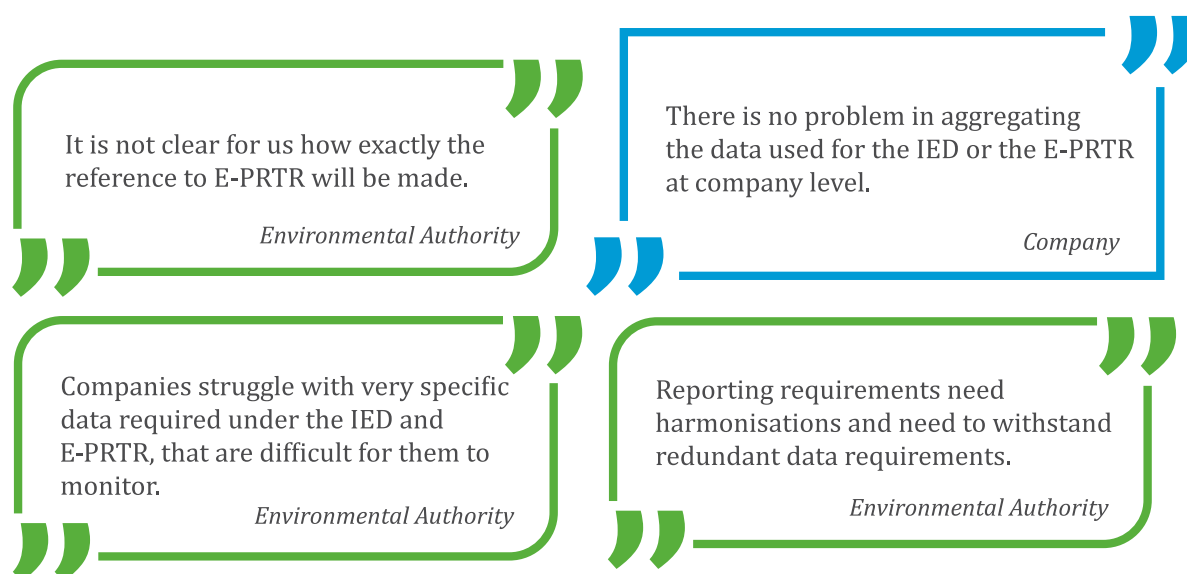 It is not clear for us how exactly the
reference to E-PRTR will be made.
Environmental Authority
There is no problem in aggregating
the data used for the IED or the E-PRTR
at company level.
Company
Companies struggle with very specific
data required under the IED and
E-PRTR, that are difficult for them to
monitor.
Environmental Authority
Reporting requirements need
harmonisations and need to withstand
redundant data requirements.
Environmental Authority